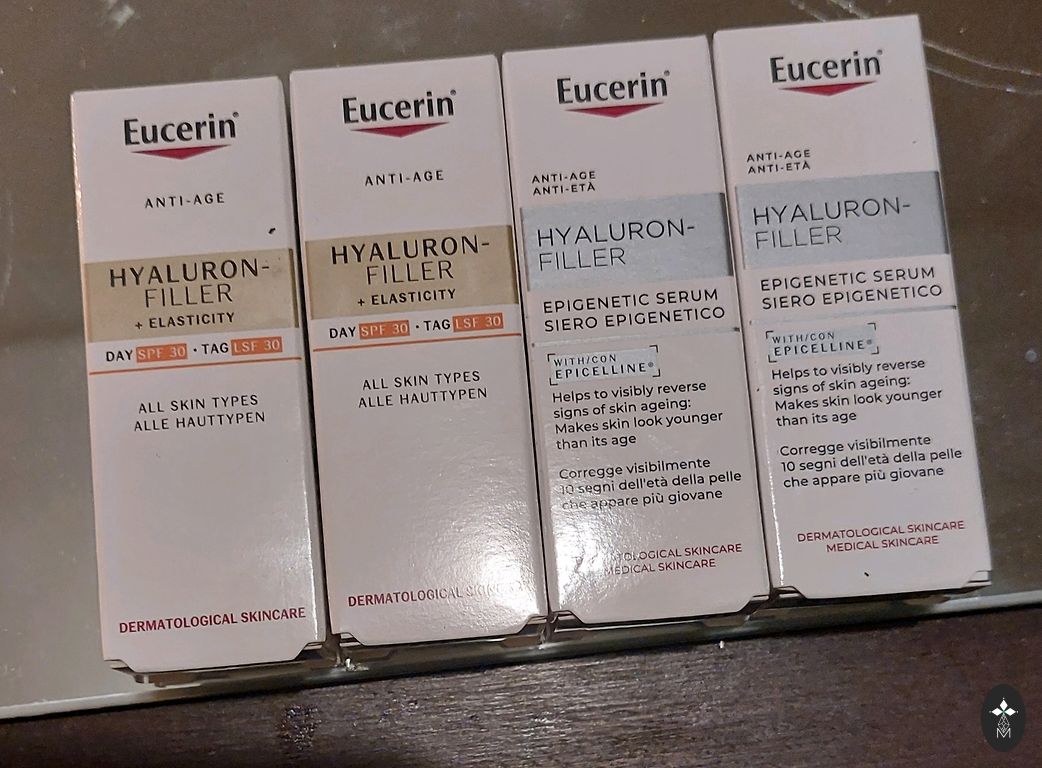 Eucerin®
ANTI-AGE
HYALURON-
FILLER
+ ELASTICITY
DAY SPF 30 · TAG LSF 30
ALL SKIN TYPES
ALLE HAUTTYPEN
DERMATOLOGICAL SKINCARE
Eucerin®
ANTI-AGE
HYALURON-
FILLER
+ ELASTICITY
DAY SPF 30 · TAG LSF 30
ALL SKIN TYPES
ALLE HAUTTYPEN
DERMATOLOGICAL
Eucerin®
ANTI-AGE
ANTI-ETÀ
HYALURON-
FILLER
EPIGENETIC SERUM
SIERO EPIGENETICO
WITH/CON
EPICELLINE®
Helps to visibly reverse
signs of skin ageing:
Makes skin look younger
than its age
Corregge visibilmente
10 segni dell'età della pelle
che appare più giovane
DERMATOLOGICAL SKINCARE
MEDICAL SKINCARE
Eucerin®
ANTI-AGE
ANTI-ETÀ
HYALURON-
FILLER
EPIGENETIC SERUM
SIERO EPIGENETICO
WITH/CON
EPICELLINE®
Helps to visibly reverse
signs of skin ageing:
Makes skin look younger
than its age
Corregge visibilmente
10 segni dell'età della pelle
che appare più giovane
DERMATOLOGICAL SKINCARE
MEDICAL SKINCARE
M